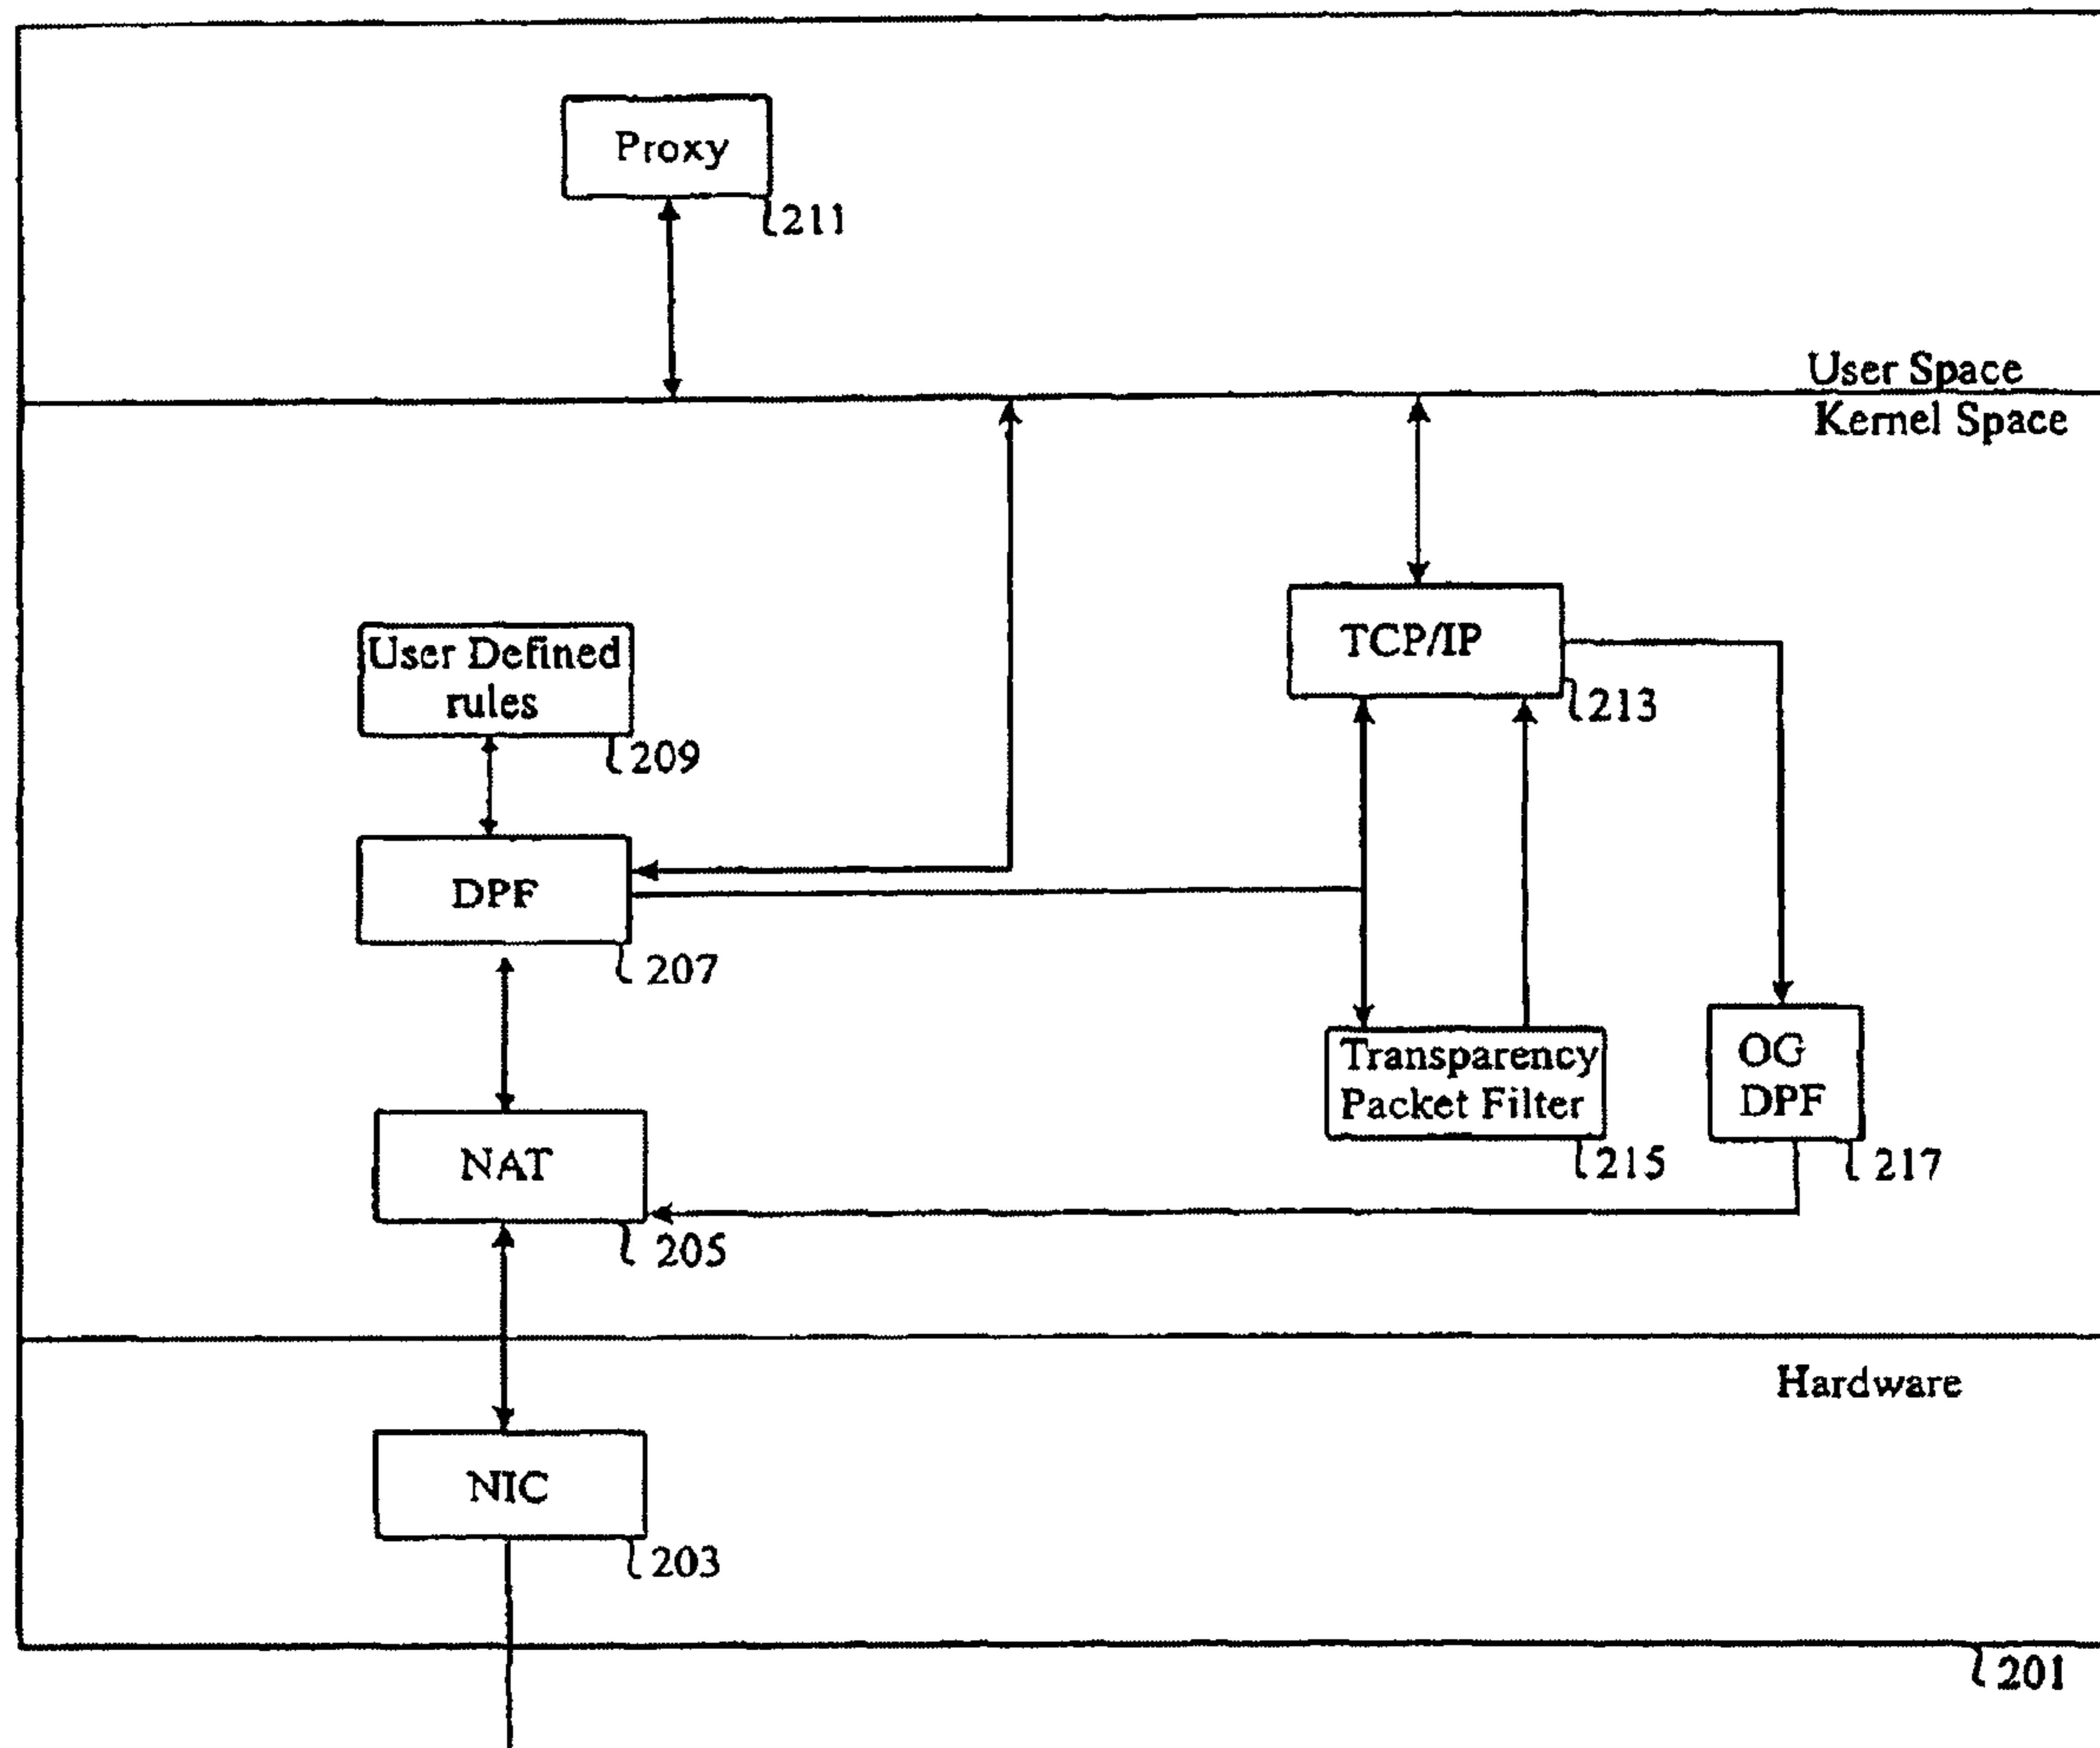 Proxy
211
User Space
Kernel Space
TCP/IP
213
User Defined
rules
209
DPF
207
Transparency
Packet Filter
215
OG
DPF
217
NAT
205
Hardware
NIC
203
201